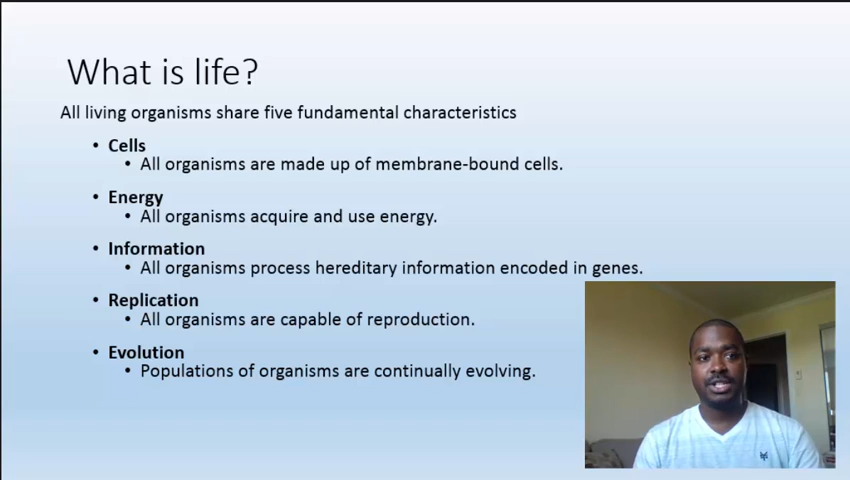 What is life?
All living organisms share five fundamental characteristics
• Cells
• All organisms are made up of membrane-bound cells.
• Energy
• All organisms acquire and use energy.
• Information
• All organisms process hereditary information encoded in genes.
• Replication
• All organisms are capable of reproduction.
• Evolution
• Populations of organisms are continually evolving.